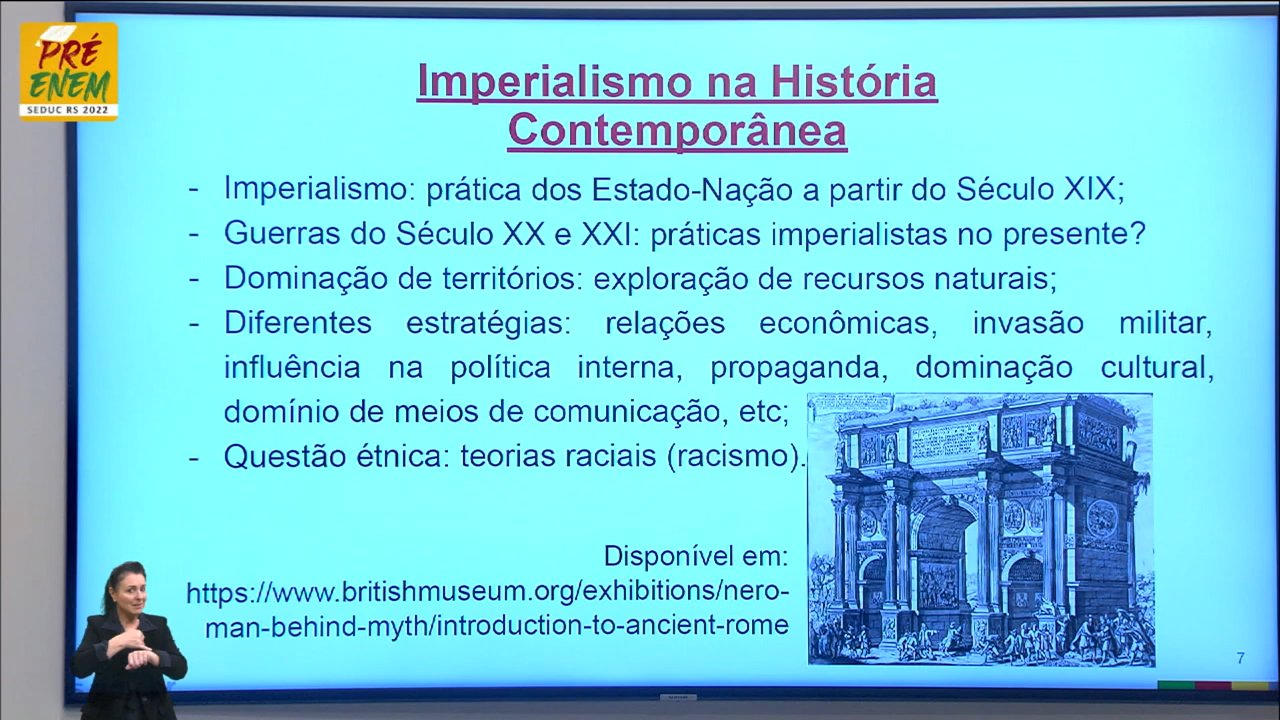 PRÉ
ENEM
SEDUC RS 2022
Imperialismo na História
Contemporânea
- Imperialismo: prática dos Estado-Nação a partir do Século XIX;
- Guerras do Século XX e XXI: práticas imperialistas no presente?
- Dominação de territórios: exploração de recursos naturais;
- Diferentes estratégias: relações econômicas, invasão militar,
influência na política interna, propaganda, dominação cultural,
domínio de meios de comunicação, etc;
- Questão étnica: teorias raciais (racismo).
Disponível em:
https://www.britishmuseum.org/exhibitions/nero-
man-behind-myth/introduction-to-ancient-rome
7